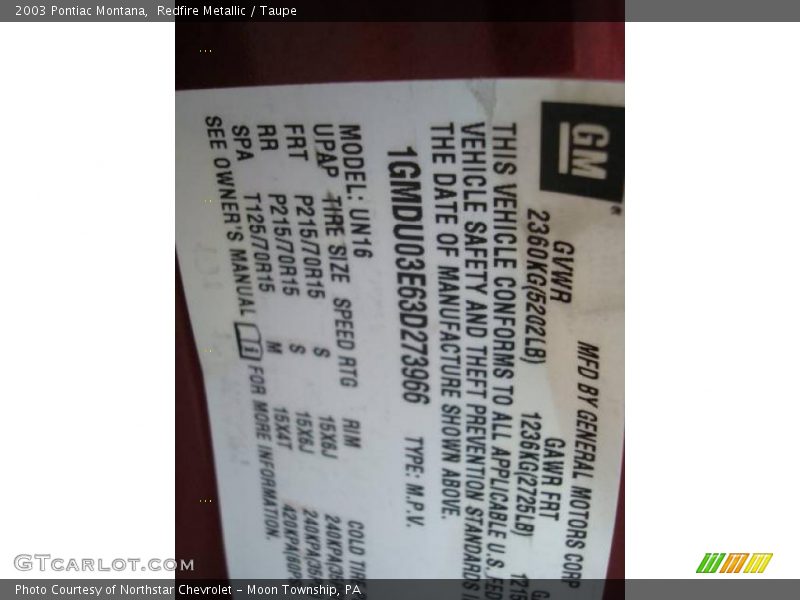 2003 Pontiac Montana, Redfire Metallic / Taupe
GM
MFD BY GENERAL MOTORS CORP
GVWR GAWR FRT
2360KG(5202LB) 1236KG(2725LB)
THIS VEHICLE CONFORMS TO ALL APPLICABLE U.S.
VEHICLE SAFETY AND THEFT PREVENTION STANDARDS
THE DATE OF MANUFACTURE SHOWN ABOVE.
1GMDU03E63D273966 TYPE: M.P.V.
MODEL: UN16
UPAP TIRE SIZE SPEED RTG RIM COLD
FRT P215/70R15 S 15X6J
RR P215/70R15 S 15X6J
SPA T125/70R15 M 15X4T
SEE OWNER'S MANUAL i FOR MORE INFORMATION.
GTCARLOT.COM
Photo Courtesy of Northstar Chevrolet – Moon Township, PA